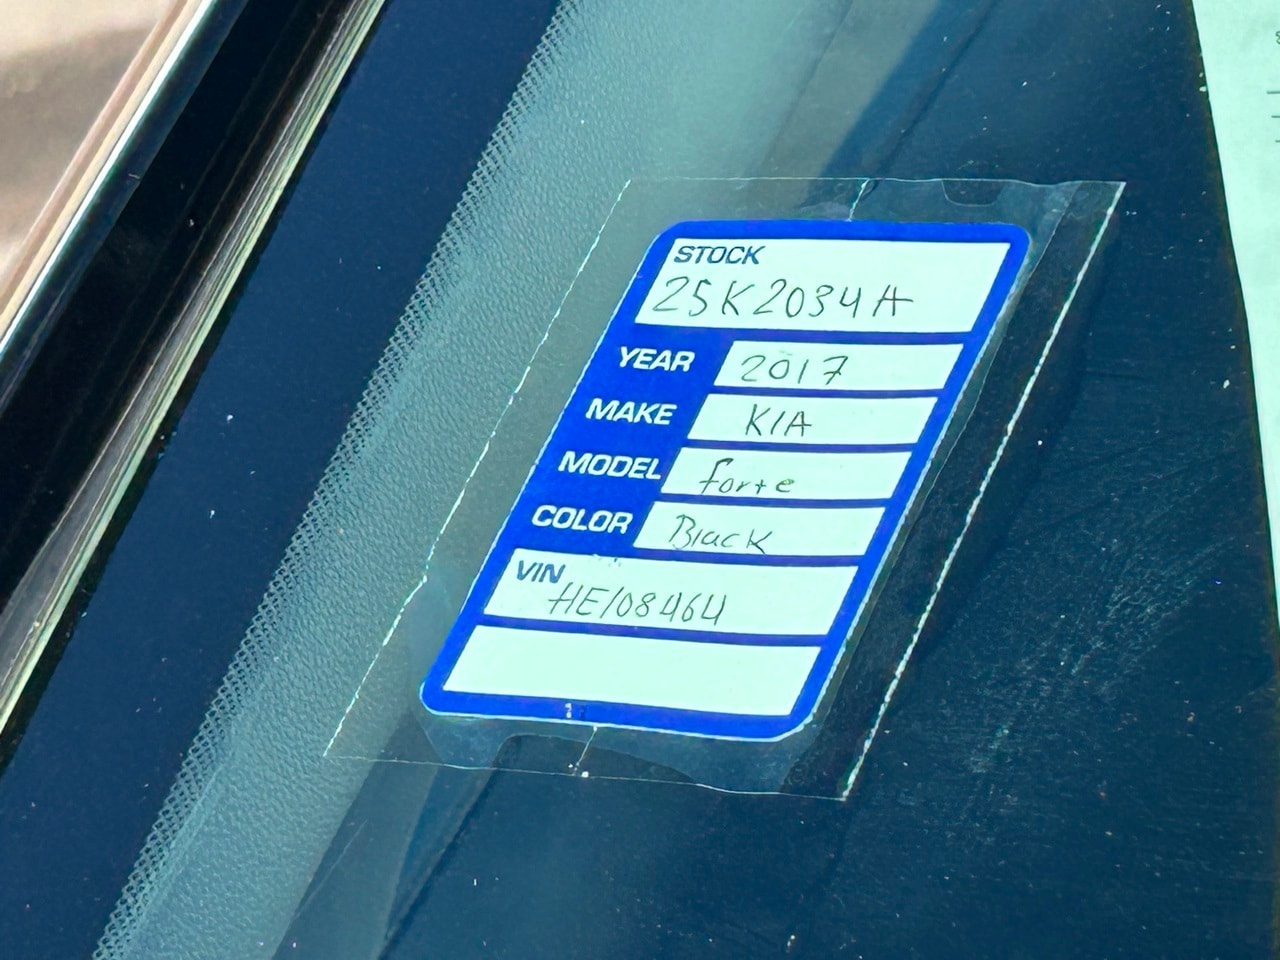 STOCK
25K2034A
YEAR 2017
MAKE KIA
MODEL forte
COLOR Black
VIN
HE108464